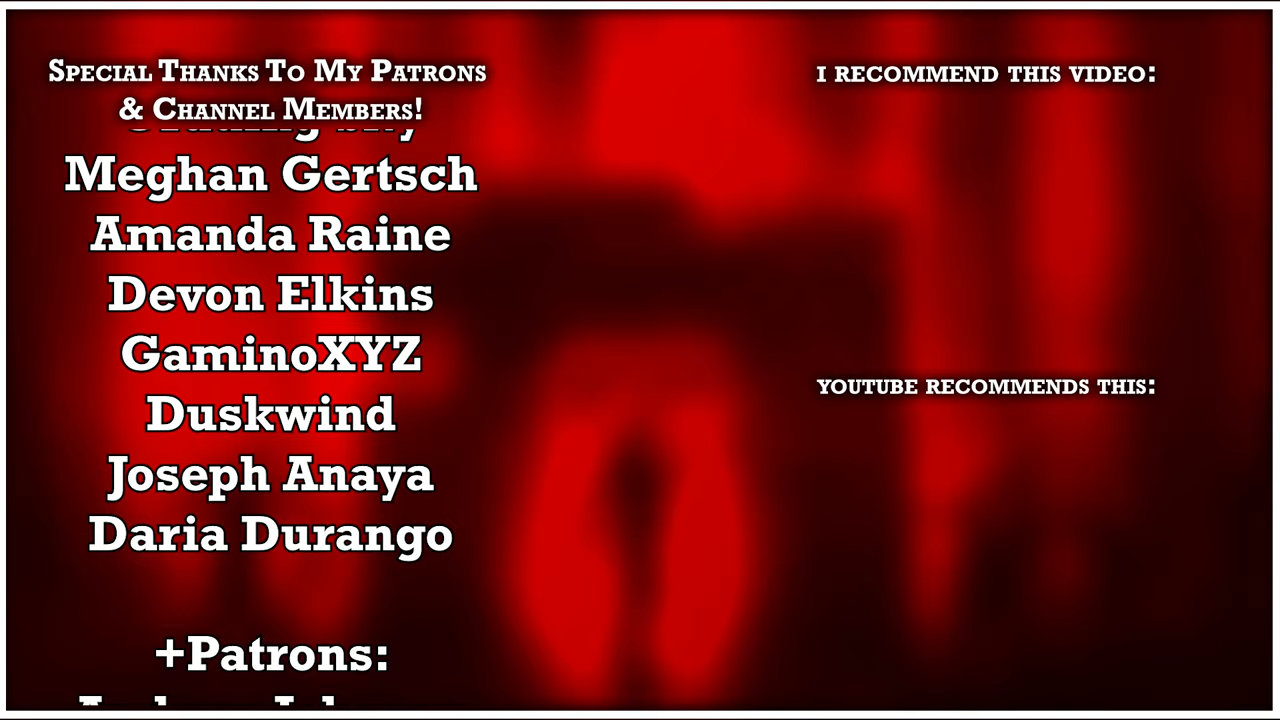 Special Thanks To My Patrons
& Channel Members!
Meghan Gertsch
Amanda Raine
Devon Elkins
GaminoXYZ
Duskwind
Joseph Anaya
Daria Durango
+Patrons:
I RECOMMEND THIS VIDEO:
YOUTUBE RECOMMENDS THIS: